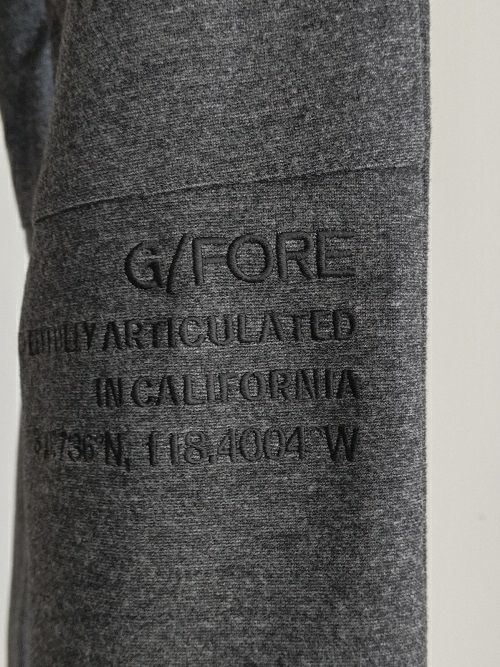 G/FORE
ARTICULATED
IN CALIFORNIA
118.4004°W